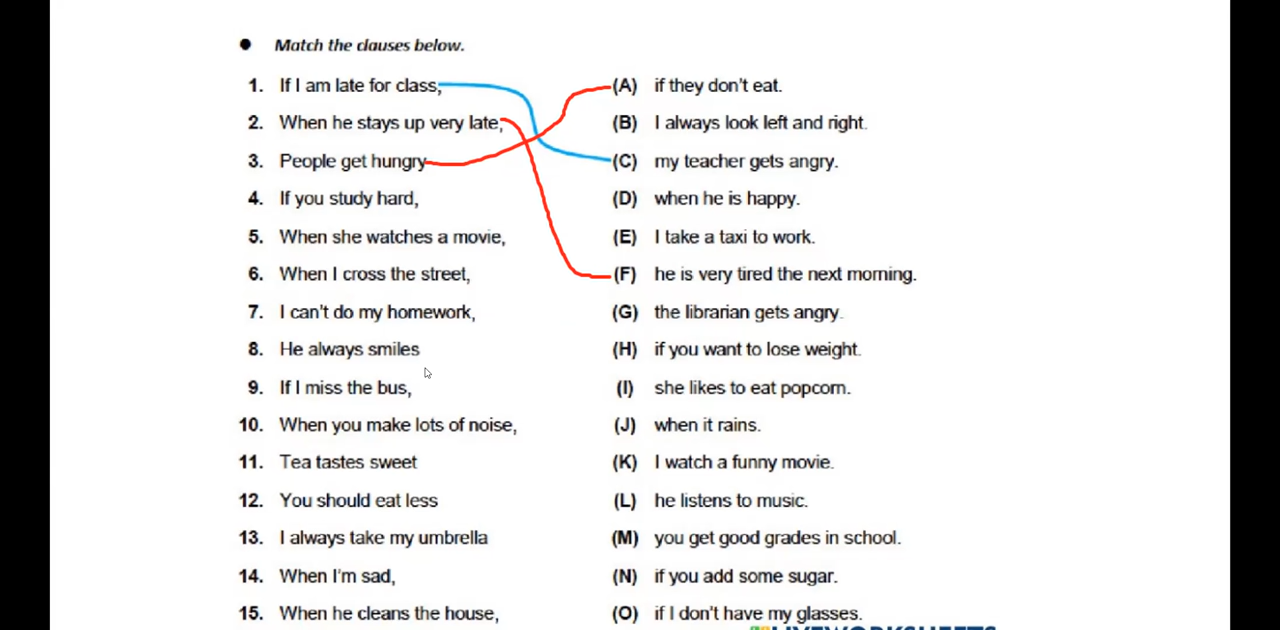 ● Match the clauses below.
1. If I am late for class, (A) if they don't eat.
2. When he stays up very late, (B) I always look left and right.
3. People get hungry (C) my teacher gets angry.
4. If you study hard, (D) when he is happy.
5. When she watches a movie, (E) I take a taxi to work.
6. When I cross the street, (F) he is very tired the next morning.
7. I can't do my homework, (G) the librarian gets angry.
8. He always smiles (H) if you want to lose weight.
9. If I miss the bus, (I) she likes to eat popcorn.
10. When you make lots of noise, (J) when it rains.
11. Tea tastes sweet (K) I watch a funny movie.
12. You should eat less (L) he listens to music.
13. I always take my umbrella (M) you get good grades in school.
14. When I'm sad, (N) if you add some sugar.
15. When he cleans the house, (O) if I don't have my glasses.
LIVEWORKSHEETS